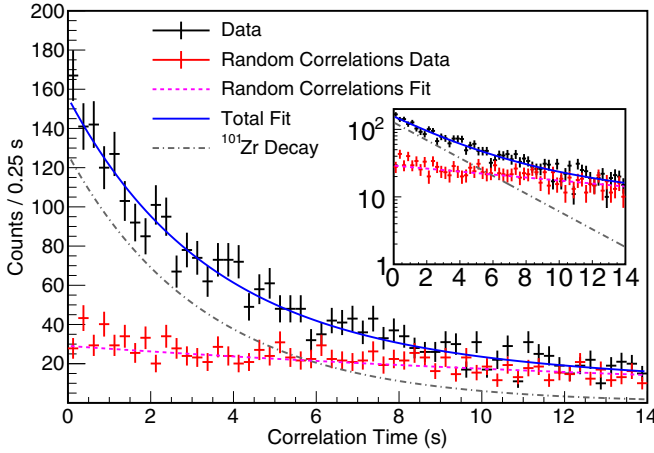 200
180
160
140
120
100
80
60
40
20
Counts / 0.25 s
Data
Random Correlations Data
Random Correlations Fit
Total Fit
¹⁰¹Zr Decay
10²
10
1
0 2 4 6 8 10 12 14
0 2 4 6 8 10 12 14
Correlation Time (s)